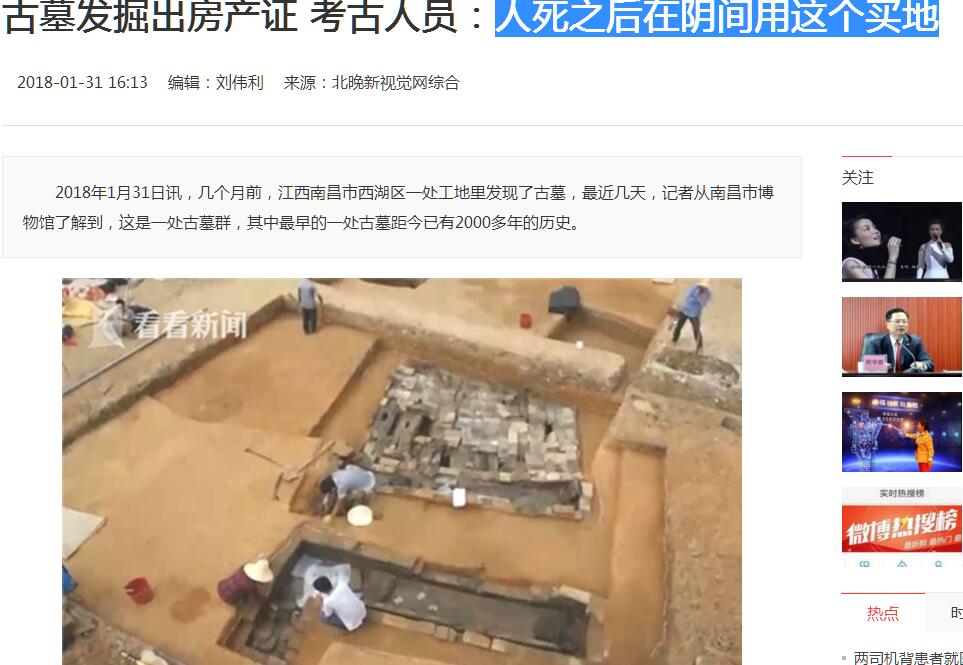 古墓发掘出房产证 考古人员：人死之后在阴间用这个买地
2018-01-31 16:13 编辑：刘伟利 来源：北晚新视觉网综合
2018年1月31日讯，几个月前，江西南昌市西湖区一处工地里发现了古墓，最近几天，记者从南昌市博
物馆了解到，这是一处古墓群，其中最早的一处古墓距今已有2000多年的历史。
看看新闻
关注
实时热搜榜
微博热搜榜
最新鲜 最热门 最
热点 时
两司机背患者就